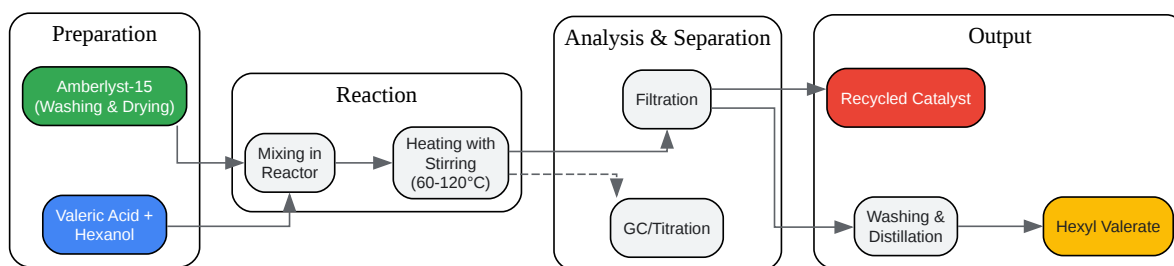 Preparation
Amberlyst-15
(Washing & Drying)
Valeric Acid +
Hexanol
Reaction
Mixing in
Reactor
Heating with
Stirring
(60-120°C)
Analysis & Separation
Filtration
GC/Titration
Output
Recycled Catalyst
Washing &
Distillation
Hexyl Valerate